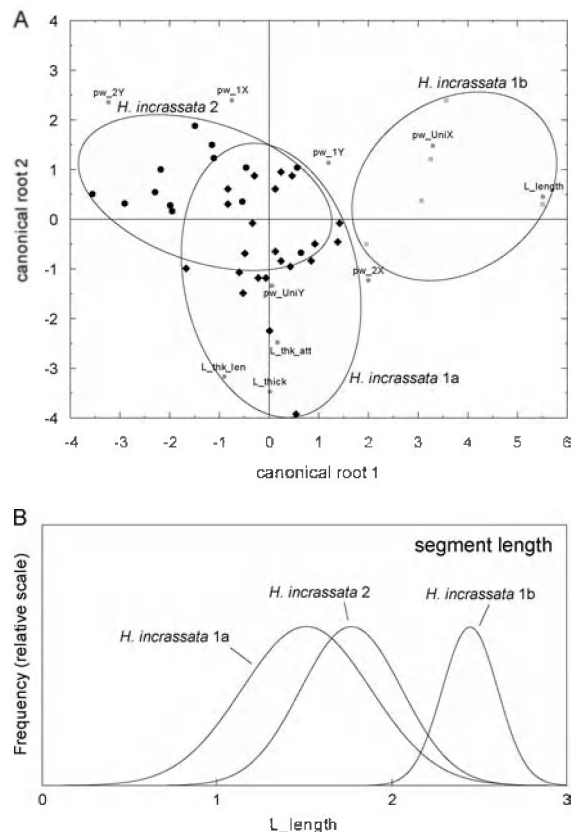 A
4
3
2
1
0
-1
-2
-3
-4
canonical root 2
pw_2Y
pw_1X
H. incrassata 2
H. incrassata 1b
pw_1Y
pw_UniX
L_length
pw_2X
pw_UniY
L_thk_att
L_thk_len
L_thick
H. incrassata 1a
-4 -3 -2 -1 0 1 2 3 4 5 6
canonical root 1
B
segment length
Frequency (relative scale)
H. incrassata 1a
H. incrassata 2
H. incrassata 1b
0 1 2 3
L_length